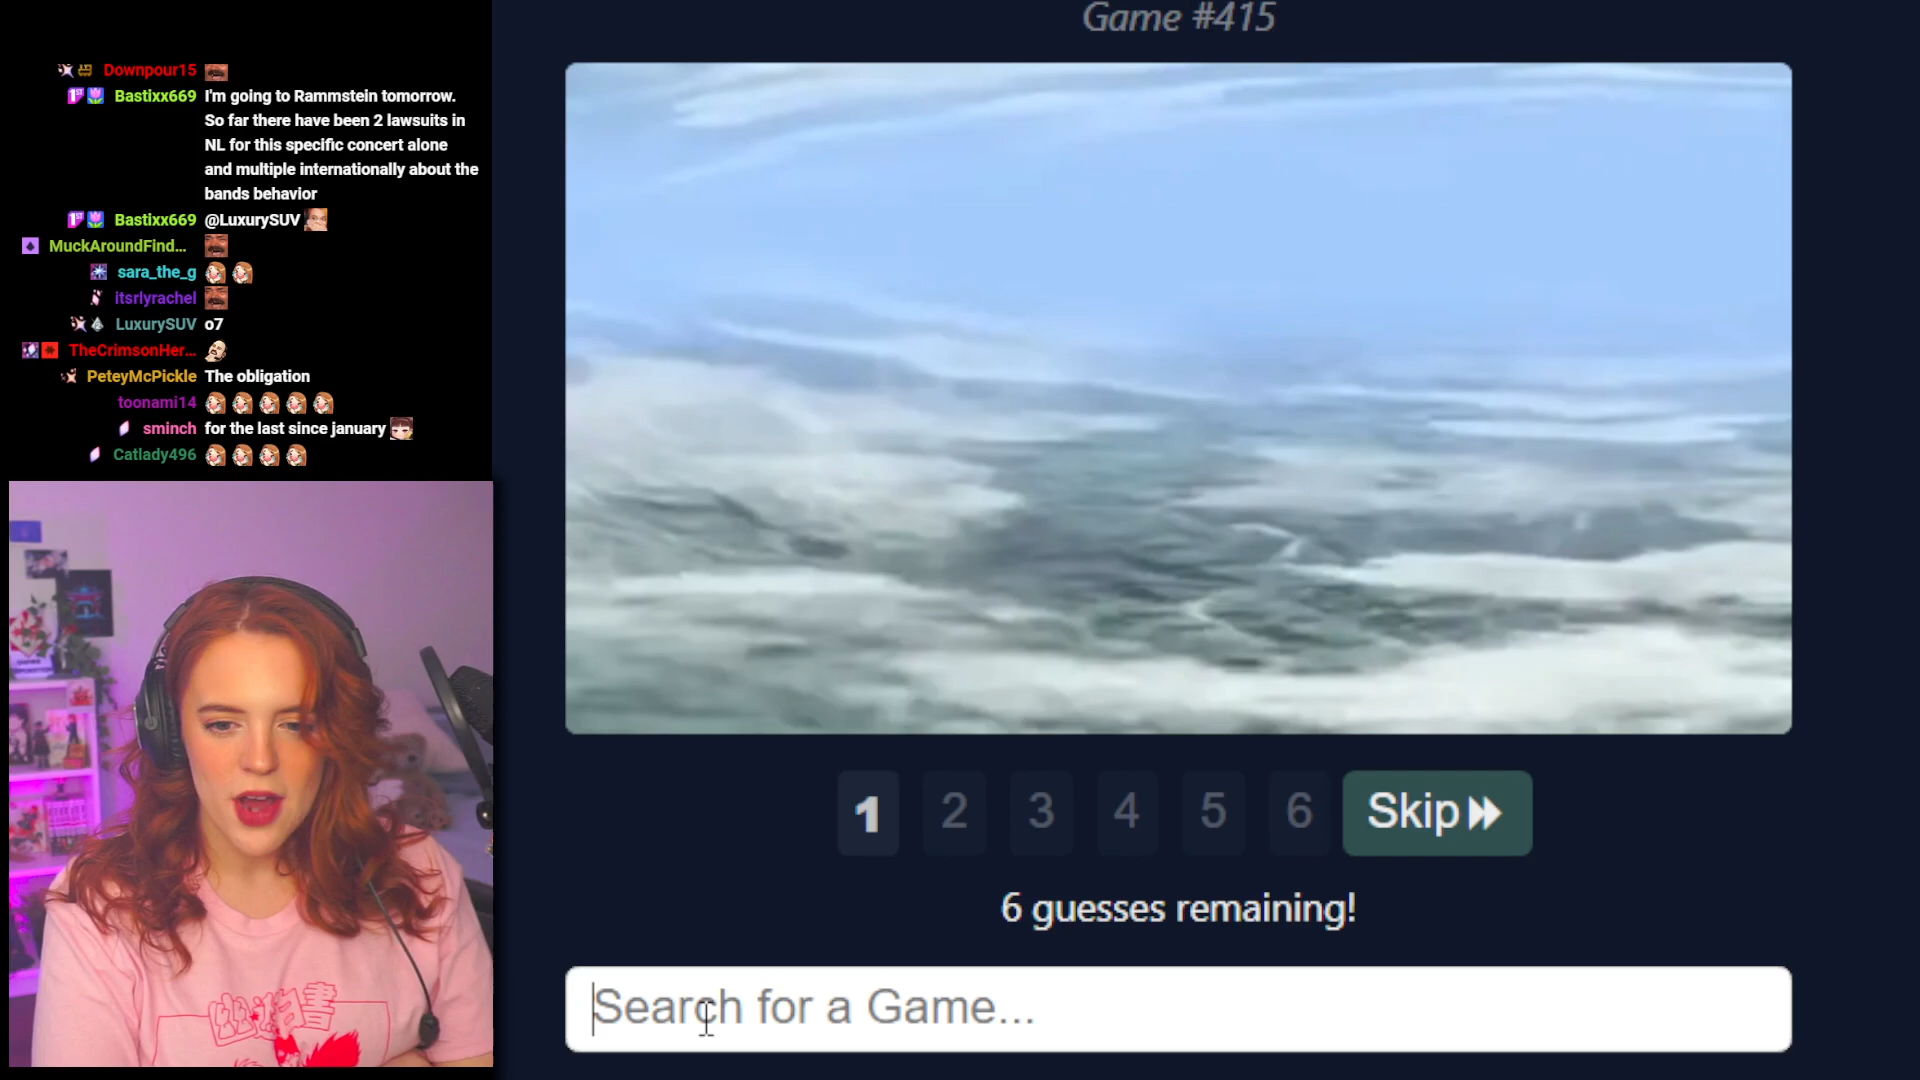 Game #415
Downpour15
Bastixx669 I'm going to Rammstein tomorrow.
So far there have been 2 lawsuits in
NL for this specific concert alone
and multiple internationally about the
bands behavior
Bastixx669 @LuxurySUV
MuckAroundFind...
sara_the_g
itsrlyrachel
LuxurySUV o7
TheCrimsonHer...
PeteyMcPickle The obligation
toonami14
sminch for the last since january
Catlady496
1 2 3 4 5 6 Skip
6 guesses remaining!
Search for a Game...